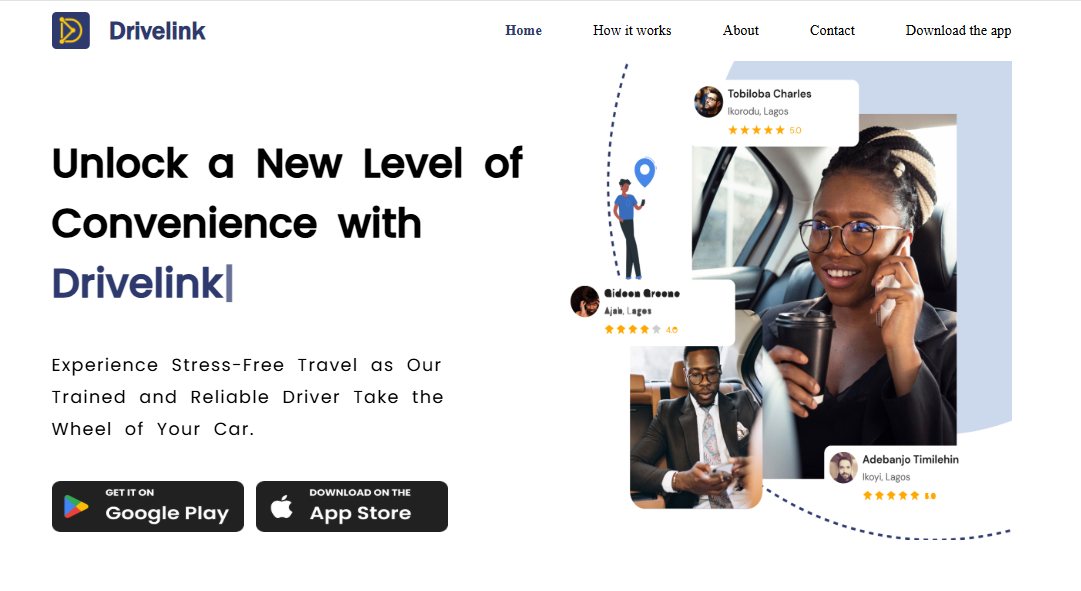 Drivelink
Home How it works About Contact Download the app
Unlock a New Level of
Convenience with
Drivelink
Experience Stress-Free Travel as Our
Trained and Reliable Driver Take the
Wheel of Your Car.
GET IT ON
Google Play
DOWNLOAD ON THE
App Store
Tobiloba Charles
Ikorodu, Lagos
5.0
Gideon Greene
Ajah, Lagos
4.0
Adebanjo Timilehin
Ikoyi, Lagos